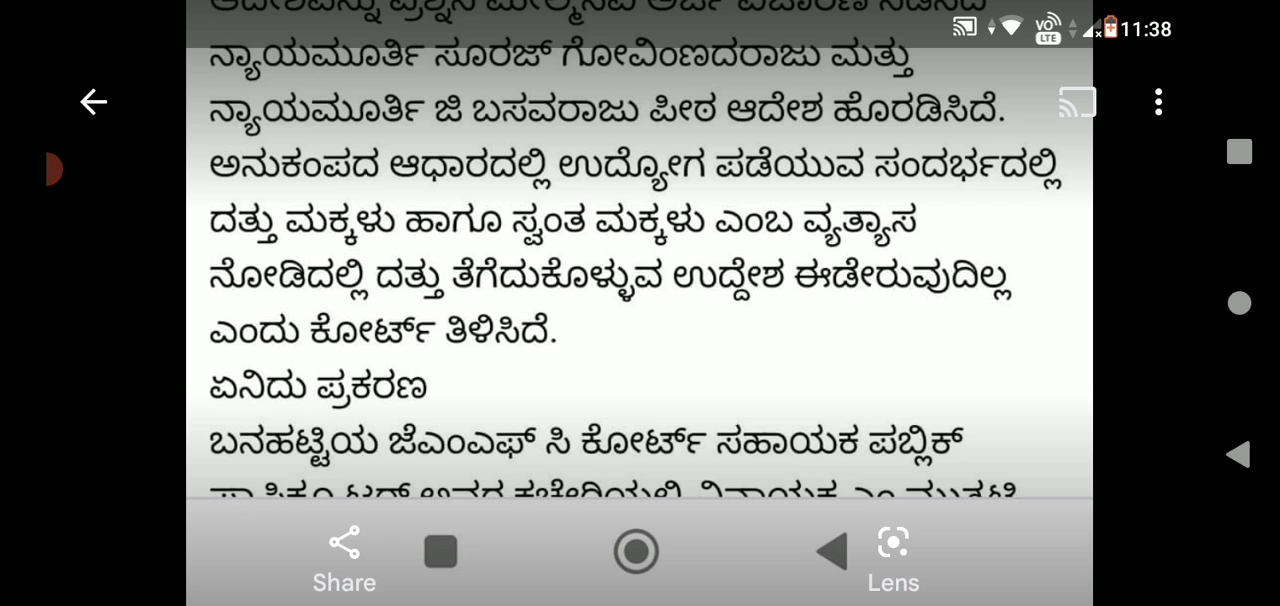 11:38
ನ್ಯಾಯಮೂರ್ತಿ ಸೂರಜ್ ಗೋವಿಂಣದರಾಜು ಮತ್ತು
ನ್ಯಾಯಮೂರ್ತಿ ಜಿ ಬಸವರಾಜು ಪೀಠ ಆದೇಶ ಹೊರಡಿಸಿದೆ.
ಅನುಕಂಪದ ಆಧಾರದಲ್ಲಿ ಉದ್ಯೋಗ ಪಡೆಯುವ ಸಂದರ್ಭದಲ್ಲಿ
ದತ್ತು ಮಕ್ಕಳು ಹಾಗೂ ಸ್ವಂತ ಮಕ್ಕಳು ಎಂಬ ವ್ಯತ್ಯಾಸ
ನೋಡಿದಲ್ಲಿ ದತ್ತು ತೆಗೆದುಕೊಳ್ಳುವ ಉದ್ದೇಶ ಈಡೇರುವುದಿಲ್ಲ
ಎಂದು ಕೋರ್ಟ್ ತಿಳಿಸಿದೆ.
ಏನಿದು ಪ್ರಕರಣ
ಬನಹಟ್ಟಿಯ ಜೆಎಂಎಫ್ ಸಿ ಕೋರ್ಟ್ ಸಹಾಯಕ ಪಬ್ಲಿಕ್
Share Lens